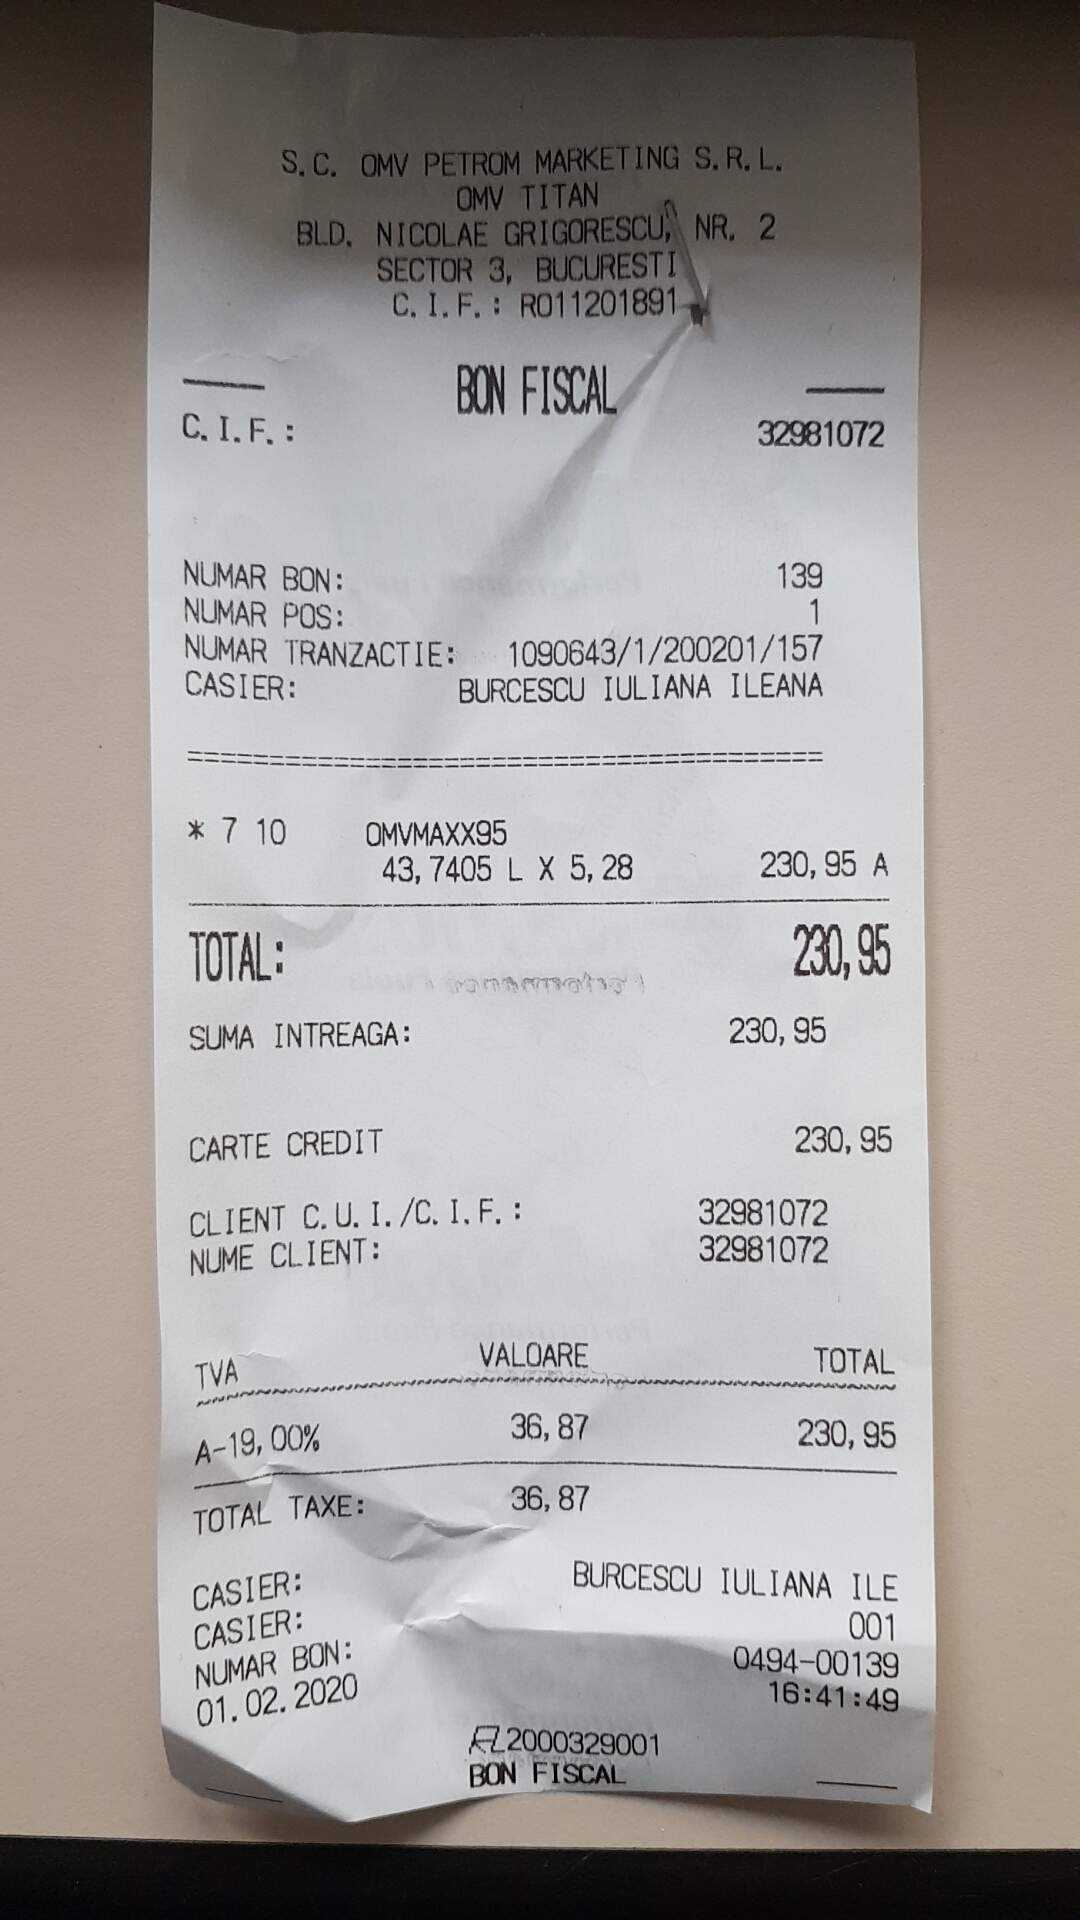 S.C. OMV PETROM MARKETING S.R.L.
OMV TITAN
BLD. NICOLAE GRIGORESCU, NR. 2
SECTOR 3, BUCURESTI
C.I.F.: RO11201891
BON FISCAL
C.I.F.: 32981072
NUMAR BON: 139
NUMAR POS: 1
NUMAR TRANZACTIE: 1090643/1/200201/157
CASIER: BURCESCU IULIANA ILEANA
========================================
* 7 10 OMVMAXX95
43,7405 L X 5,28 230,95 A
TOTAL: 230,95
SUMA INTREAGA: 230,95
CARTE CREDIT 230,95
CLIENT C.U.I./C.I.F.: 32981072
NUME CLIENT: 32981072
TVA VALOARE TOTAL
A-19,00% 36,87 230,95
TOTAL TAXE: 36,87
CASIER: BURCESCU IULIANA ILE
CASIER: 001
NUMAR BON: 0494-00139
01.02.2020 16:41:49
2000329001
BON FISCAL